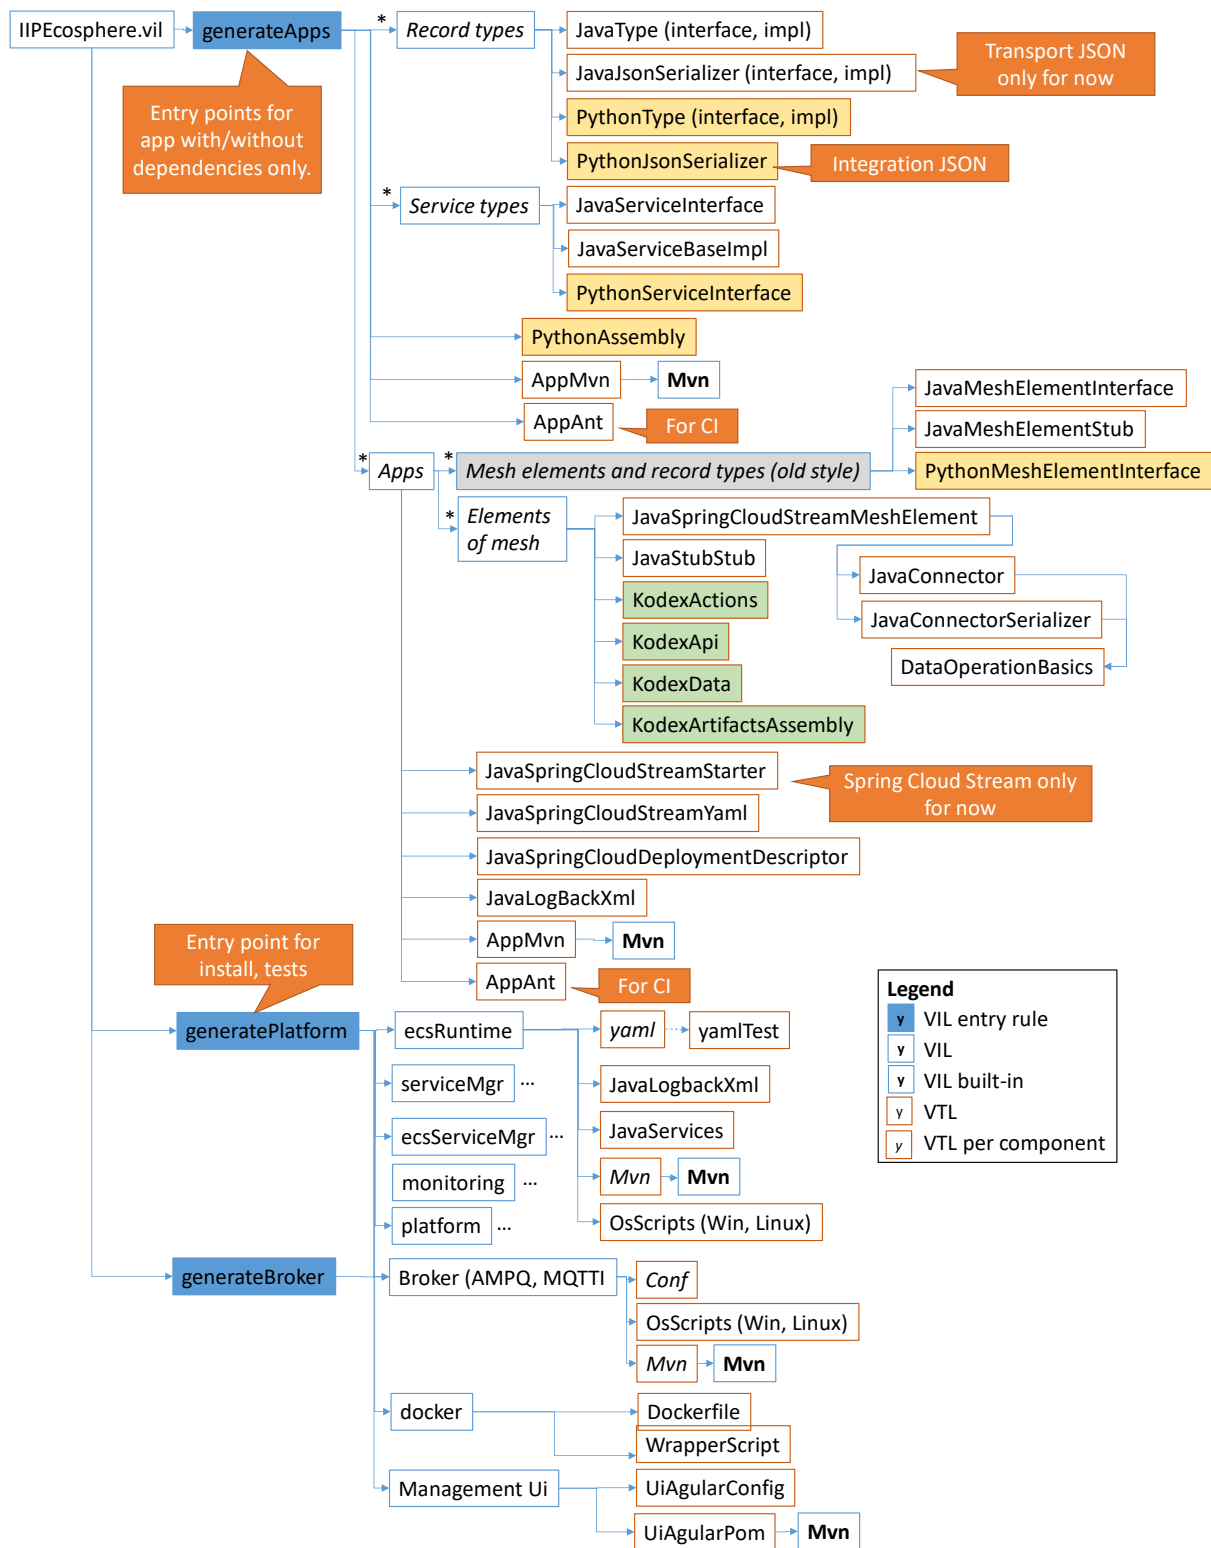 IIPEcosphere.vil
generateApps
*
Record types
JavaType (interface, impl)
JavaJsonSerializer (interface, impl)
Transport JSON
only for now
PythonType (interface, impl)
PythonJsonSerializer
Integration JSON
Entry points for
app with/without
dependencies only.
*
Service types
JavaServiceInterface
JavaServiceBaseImpl
PythonServiceInterface
PythonAssembly
AppMvn
Mvn
AppAnt
For CI
*
Apps
*
Mesh elements and record types (old style)
JavaMeshElementInterface
JavaMeshElementStub
PythonMeshElementInterface
*
Elements
of mesh
JavaSpringCloudStreamMeshElement
JavaStubStub
KodexActions
KodexApi
KodexData
KodexArtifactsAssembly
JavaConnector
JavaConnectorSerializer
DataOperationBasics
JavaSpringCloudStreamStarter
Spring Cloud Stream only
for now
JavaSpringCloudStreamYaml
JavaSpringCloudDeploymentDescriptor
JavaLogBackXml
AppMvn
Mvn
AppAnt
For CI
Entry point for
install, tests
generatePlatform
ecsRuntime
yaml
yamlTest
JavaLogbackXml
JavaServices
Mvn
Mvn
OsScripts (Win, Linux)
serviceMgr ...
ecsServiceMgr ...
monitoring ...
platform ...
generateBroker
Broker (AMPQ, MQTTI
Conf
OsScripts (Win, Linux)
Mvn
Mvn
docker
Dockerfile
WrapperScript
Management Ui
UiAgularConfig
UiAgularPom
Mvn
Legend
y VIL entry rule
y VIL
y VIL built-in
y VTL
y VTL per component